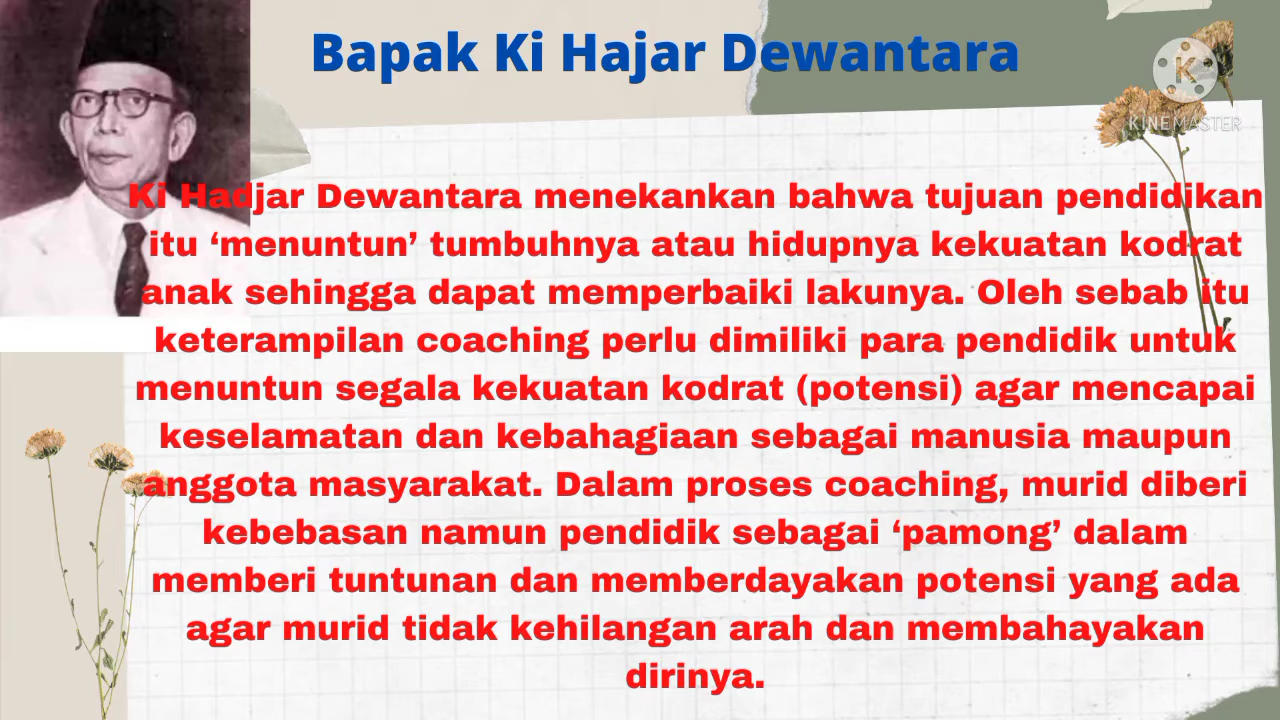 Bapak Ki Hajar Dewantara
K
KINEMASTER
Ki Hadjar Dewantara menekankan bahwa tujuan pendidikan
itu ‘menuntun’ tumbuhnya atau hidupnya kekuatan kodrat
anak sehingga dapat memperbaiki lakunya. Oleh sebab itu
keterampilan coaching perlu dimiliki para pendidik untuk
menuntun segala kekuatan kodrat (potensi) agar mencapai
keselamatan dan kebahagiaan sebagai manusia maupun
anggota masyarakat. Dalam proses coaching, murid diberi
kebebasan namun pendidik sebagai ‘pamong’ dalam
memberi tuntunan dan memberdayakan potensi yang ada
agar murid tidak kehilangan arah dan membahayakan
dirinya.